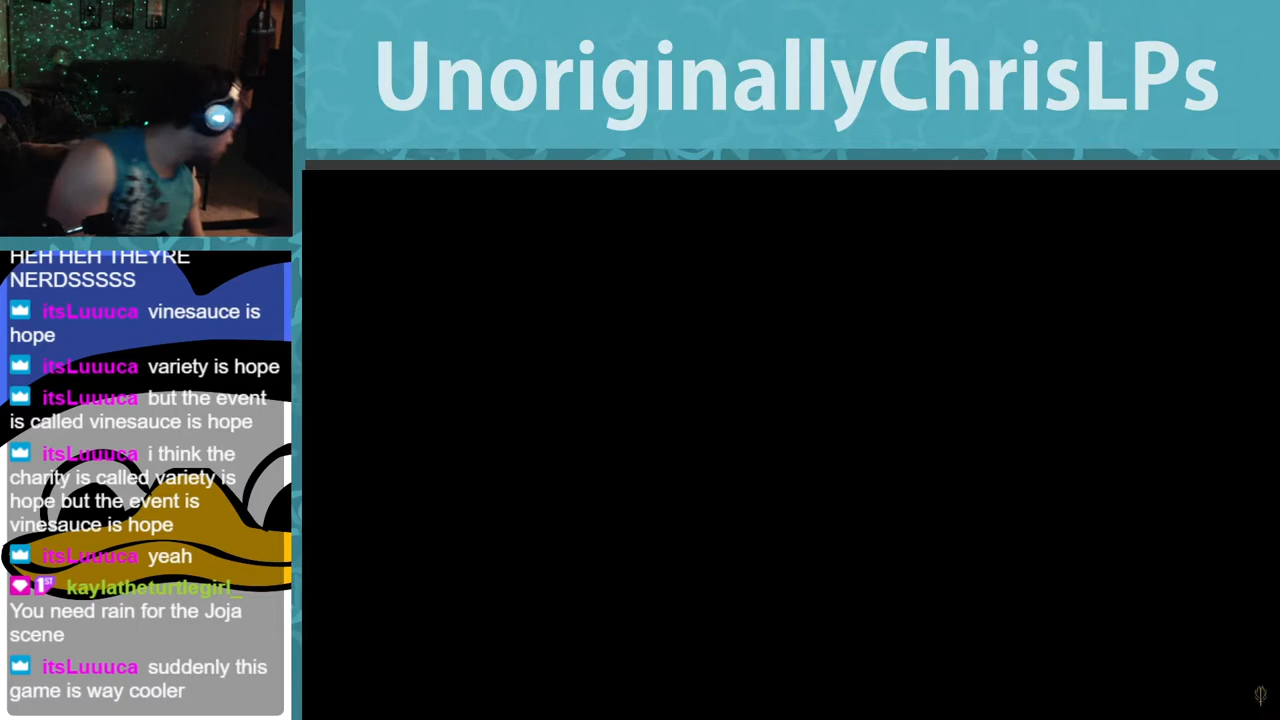 UnoriginallyChrisLPs
HEH HEH THEYRE
NERDSSSSS
itsLuuuca vinesauce is
hope
itsLuuuca variety is hope
itsLuuuca but the event
is called vinesauce is hope
itsLuuuca i think the
charity is called variety is
hope but the event is
vinesauce is hope
itsLuuuca yeah
1ST kaylatheturtlegirl_
You need rain for the Joja
scene
itsLuuuca suddenly this
game is way cooler